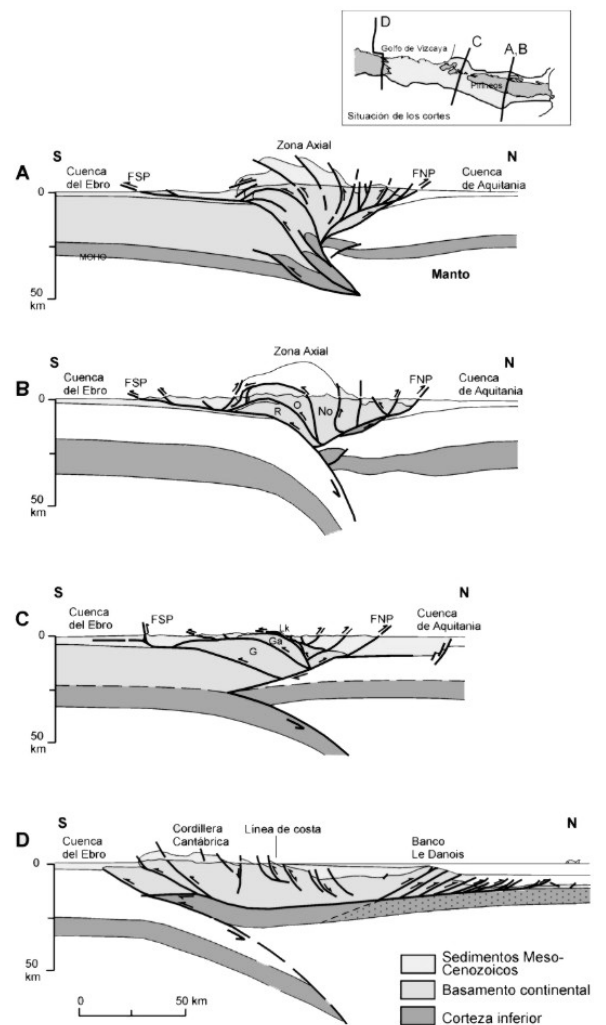 D
C
A,B
Golfo de Vizcaya
Pirineos
Situación de los cortes
Zona Axial
S
N
A
Cuenca
del Ebro
FSP
FNP
Cuenca
de Aquitania
0
MOHO
Manto
50
km
Zona Axial
S
N
B
Cuenca
del Ebro
FSP
FNP
Cuenca
de Aquitania
0
R
O
No
50
km
S
N
C
Cuenca
del Ebro
FSP
Lk
FNP
Cuenca
de Aquitania
0
Ga
G
50
km
D
S
N
Cuenca
del Ebro
Cordillera
Cantábrica
Línea de costa
Banco
Le Danois
0
50
km
0
50 km
Sedimentos Meso-
Cenozoicos
Basamento continental
Corteza inferior